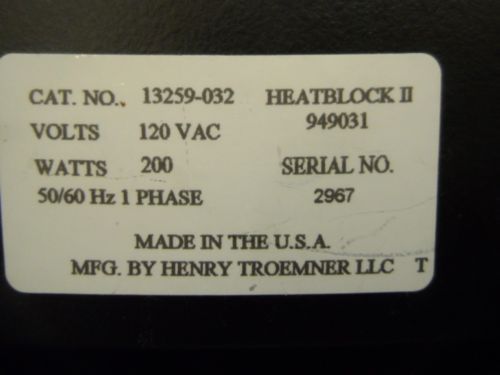 CAT. NO.. 13259-032 HEATBLOCK II
949031
VOLTS 120 VAC
WATTS 200 SERIAL NO.
50/60 Hz 1 PHASE 2967
MADE IN THE U.S.A.
MFG. BY HENRY TROEMNER LLC T